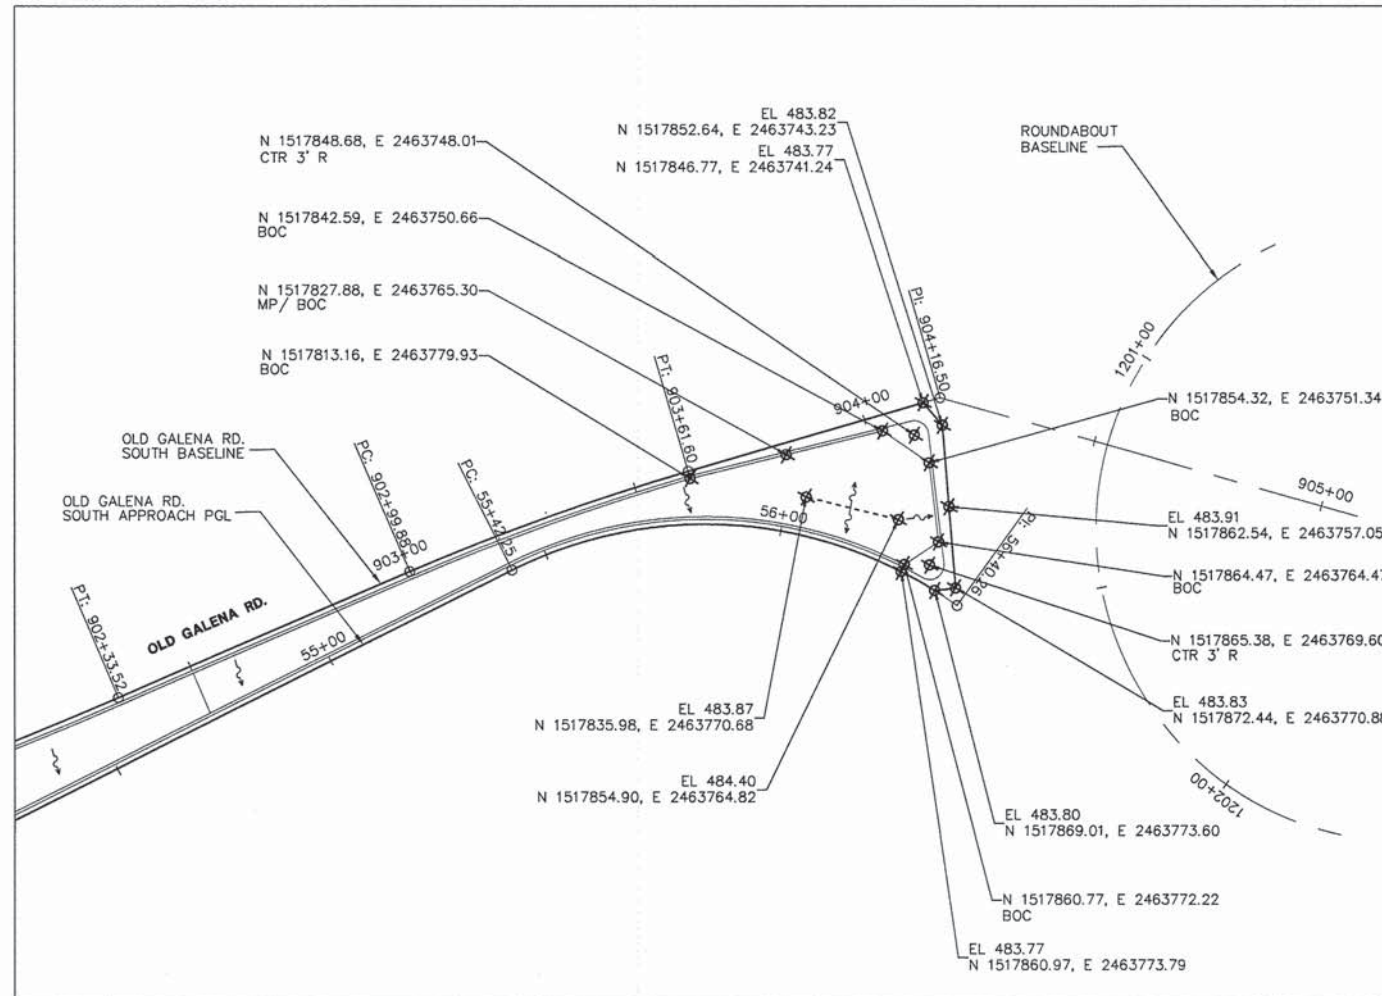 EL 483.82
N 1517852.64, E 2463743.23
EL 483.77
N 1517846.77, E 2463741.24
N 1517848.68, E 2463748.01
CTR 3' R
ROUNDABOUT
BASELINE
N 1517842.59, E 2463750.66
BOC
N 1517827.88, E 2463765.30
MP/ BOC
N 1517813.16, E 2463779.93
BOC
PI: 904+16.50
1201+00
PT: 903+61.60
904+00
N 1517854.32, E 2463751.34
BOC
OLD GALENA RD.
SOUTH BASELINE
PC: 902+99.88
PC: 55+42.25
905+00
OLD GALENA RD.
SOUTH APPROACH PGL
903+00
56+00
PI: 56+40.26
EL 483.91
N 1517862.54, E 2463757.05
N 1517864.47, E 2463764.47
BOC
PT: 902+33.52
OLD GALENA RD.
55+00
N 1517865.38, E 2463769.60
CTR 3' R
EL 483.83
N 1517872.44, E 2463770.88
EL 483.87
N 1517835.98, E 2463770.68
EL 484.40
N 1517854.90, E 2463764.82
1202+00
EL 483.80
N 1517869.01, E 2463773.60
N 1517860.77, E 2463772.22
BOC
EL 483.77
N 1517860.97, E 2463773.79